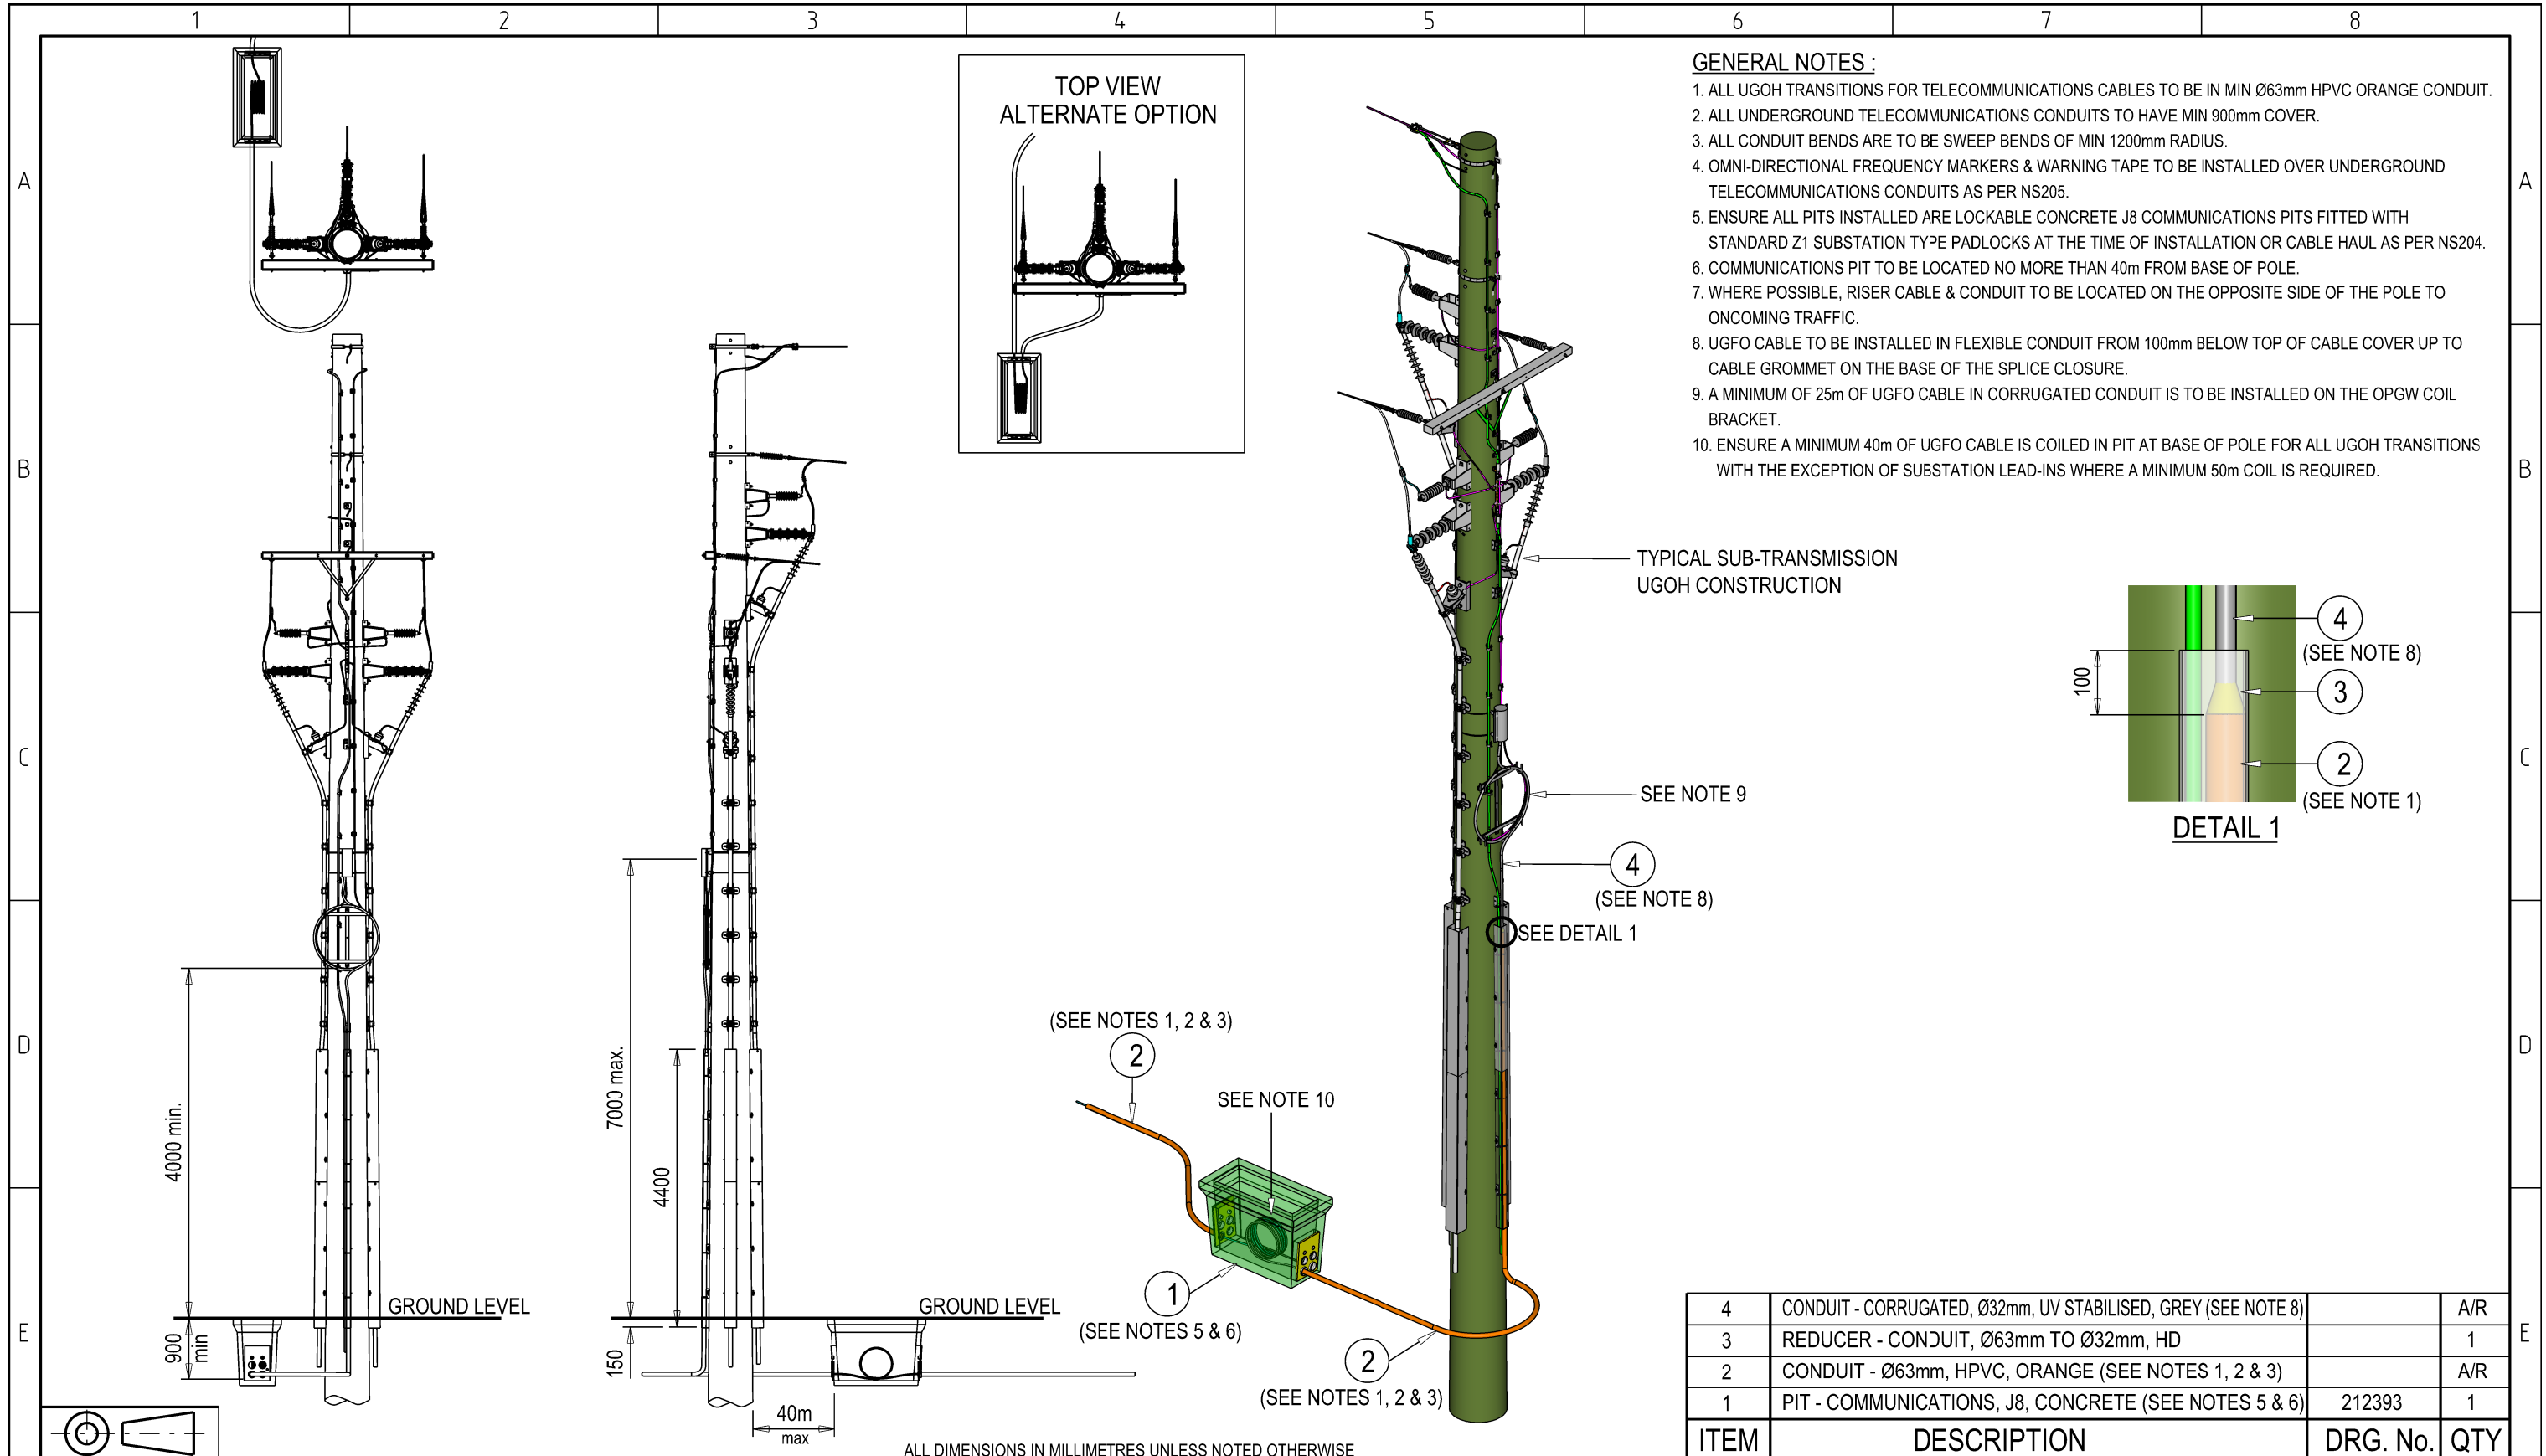 1 2 3 4 5 6 7 8
A
B
C
D
E
A
B
C
D
E
TOP VIEW
ALTERNATE OPTION
GENERAL NOTES :
1. ALL UGOH TRANSITIONS FOR TELECOMMUNICATIONS CABLES TO BE IN MIN Ø63mm HPVC ORANGE CONDUIT.
2. ALL UNDERGROUND TELECOMMUNICATIONS CONDUITS TO HAVE MIN 900mm COVER.
3. ALL CONDUIT BENDS ARE TO BE SWEEP BENDS OF MIN 1200mm RADIUS.
4. OMNI-DIRECTIONAL FREQUENCY MARKERS & WARNING TAPE TO BE INSTALLED OVER UNDERGROUND
TELECOMMUNICATIONS CONDUITS AS PER NS205.
5. ENSURE ALL PITS INSTALLED ARE LOCKABLE CONCRETE J8 COMMUNICATIONS PITS FITTED WITH
STANDARD Z1 SUBSTATION TYPE PADLOCKS AT THE TIME OF INSTALLATION OR CABLE HAUL AS PER NS204.
6. COMMUNICATIONS PIT TO BE LOCATED NO MORE THAN 40m FROM BASE OF POLE.
7. WHERE POSSIBLE, RISER CABLE & CONDUIT TO BE LOCATED ON THE OPPOSITE SIDE OF THE POLE TO
ONCOMING TRAFFIC.
8. UGFO CABLE TO BE INSTALLED IN FLEXIBLE CONDUIT FROM 100mm BELOW TOP OF CABLE COVER UP TO
CABLE GROMMET ON THE BASE OF THE SPLICE CLOSURE.
9. A MINIMUM OF 25m OF UGFO CABLE IN CORRUGATED CONDUIT IS TO BE INSTALLED ON THE OPGW COIL
BRACKET.
10. ENSURE A MINIMUM 40m OF UGFO CABLE IS COILED IN PIT AT BASE OF POLE FOR ALL UGOH TRANSITIONS
WITH THE EXCEPTION OF SUBSTATION LEAD-INS WHERE A MINIMUM 50m COIL IS REQUIRED.
TYPICAL SUB-TRANSMISSION
UGOH CONSTRUCTION
SEE NOTE 9
4
(SEE NOTE 8)
SEE DETAIL 1
100
4
(SEE NOTE 8)
3
2
(SEE NOTE 1)
DETAIL 1
4000 min.
900
min
GROUND LEVEL
7000 max.
4400
150
GROUND LEVEL
40m
max
(SEE NOTES 1, 2 & 3)
2
SEE NOTE 10
1
(SEE NOTES 5 & 6)
2
(SEE NOTES 1, 2 & 3)
4 CONDUIT - CORRUGATED, Ø32mm, UV STABILISED, GREY (SEE NOTE 8) A/R
3 REDUCER - CONDUIT, Ø63mm TO Ø32mm, HD 1
2 CONDUIT - Ø63mm, HPVC, ORANGE (SEE NOTES 1, 2 & 3) A/R
1 PIT - COMMUNICATIONS, J8, CONCRETE (SEE NOTES 5 & 6) 212393 1
ITEM DESCRIPTION DRG. No. QTY
ALL DIMENSIONS IN MILLIMETRES UNLESS NOTED OTHERWISE